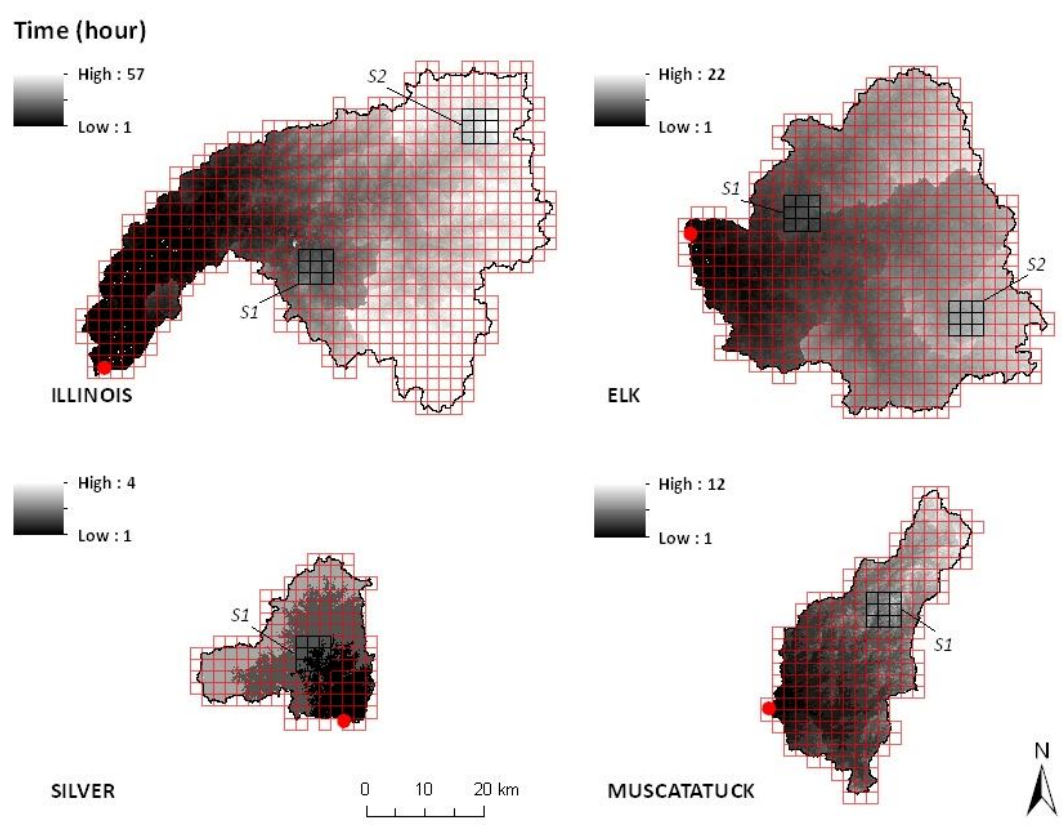 Time (hour)
High : 57
Low : 1
S2
S1
ILLINOIS
High : 22
Low : 1
S1
S2
ELK
High : 4
Low : 1
S1
SILVER
0 10 20 km
High : 12
Low : 1
S1
MUSCATATUCK
N